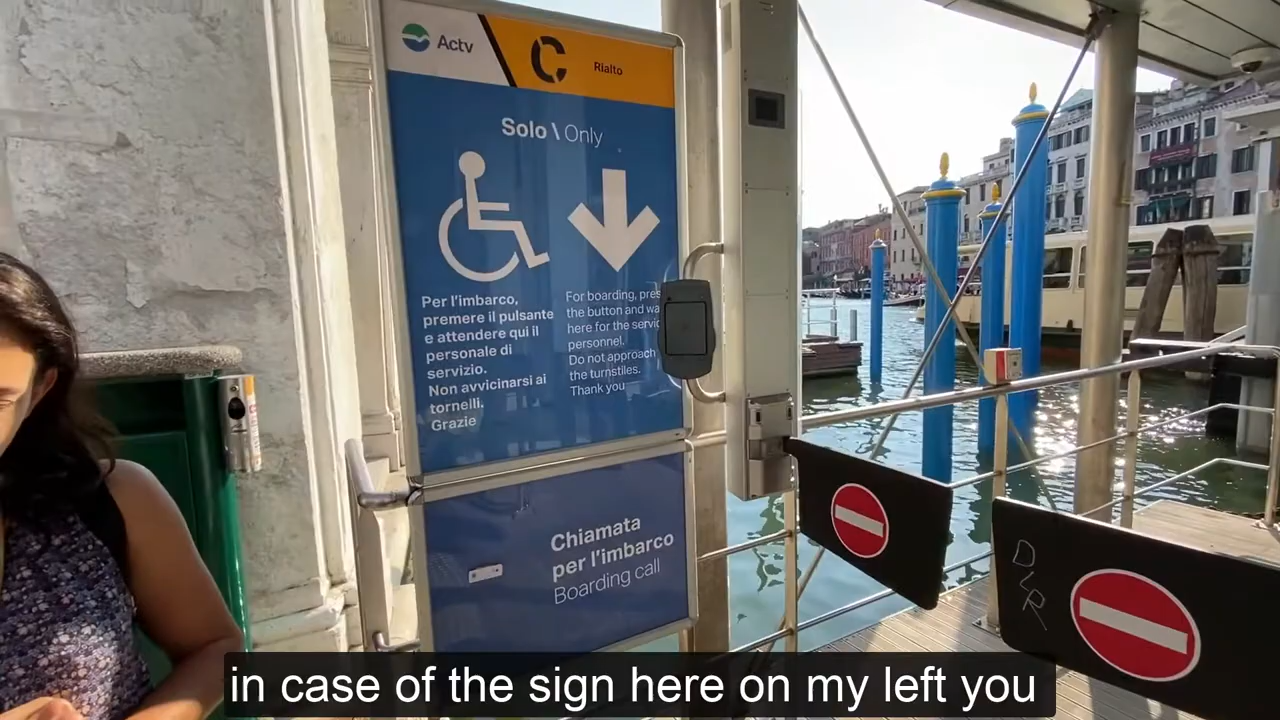 Actv
C
Rialto
Solo \ Only
Per l'imbarco,
premere il pulsante
e attendere qui il
personale di
servizio.
Non avvicinarsi ai
tornelli.
Grazie
For boarding,
the button and
here for the
personnel.
Do not approach
the turnstiles.
Thank you
Chiamata
per l'imbarco
Boarding call
in case of the sign here on my left you